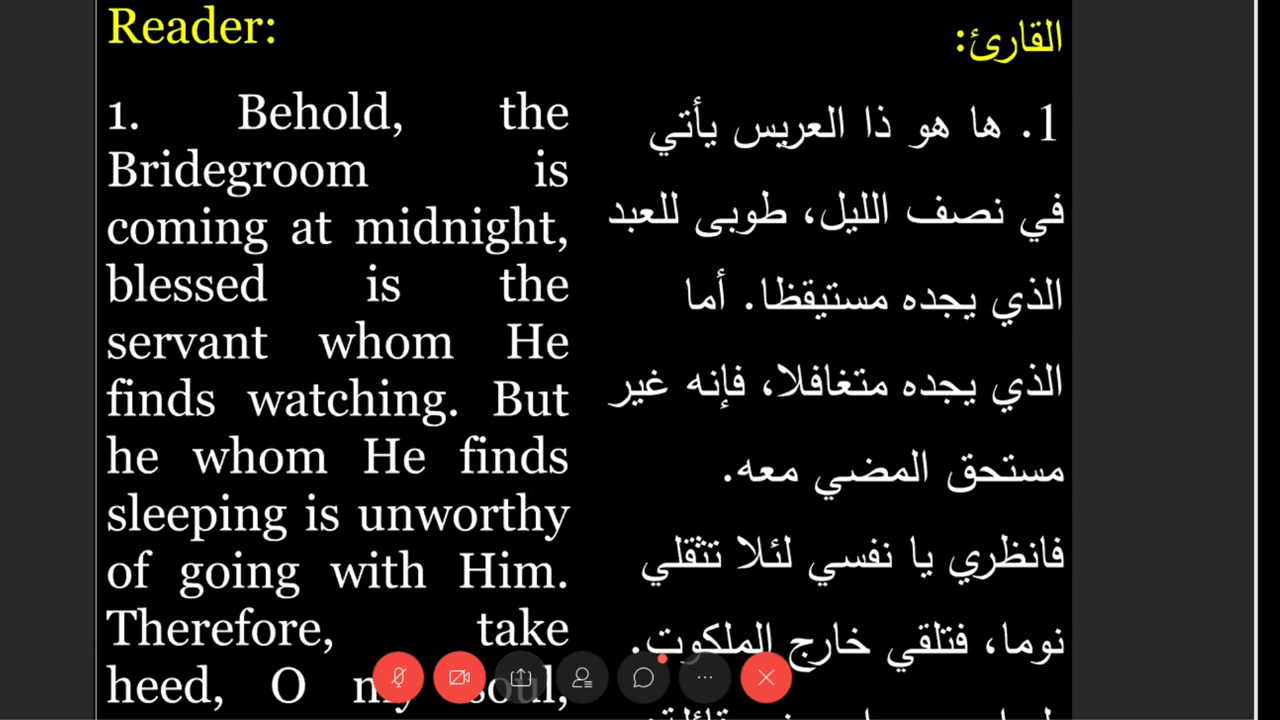 Reader:
1. Behold, the
Bridegroom is
coming at midnight,
blessed is the
servant whom He
finds watching. But
he whom He finds
sleeping is unworthy
of going with Him.
Therefore, take
heed, O my soul,
القارئ:
1. ها هو ذا العريس يأتي
في نصف الليل، طوبى للعبد
الذي يجده مستيقظا. أما
الذي يجده متغافلا، فإنه غير
مستحق المضي معه.
فانظري يا نفسي لئلا تثقلي
نوما، فتلقي خارج الملكوت.